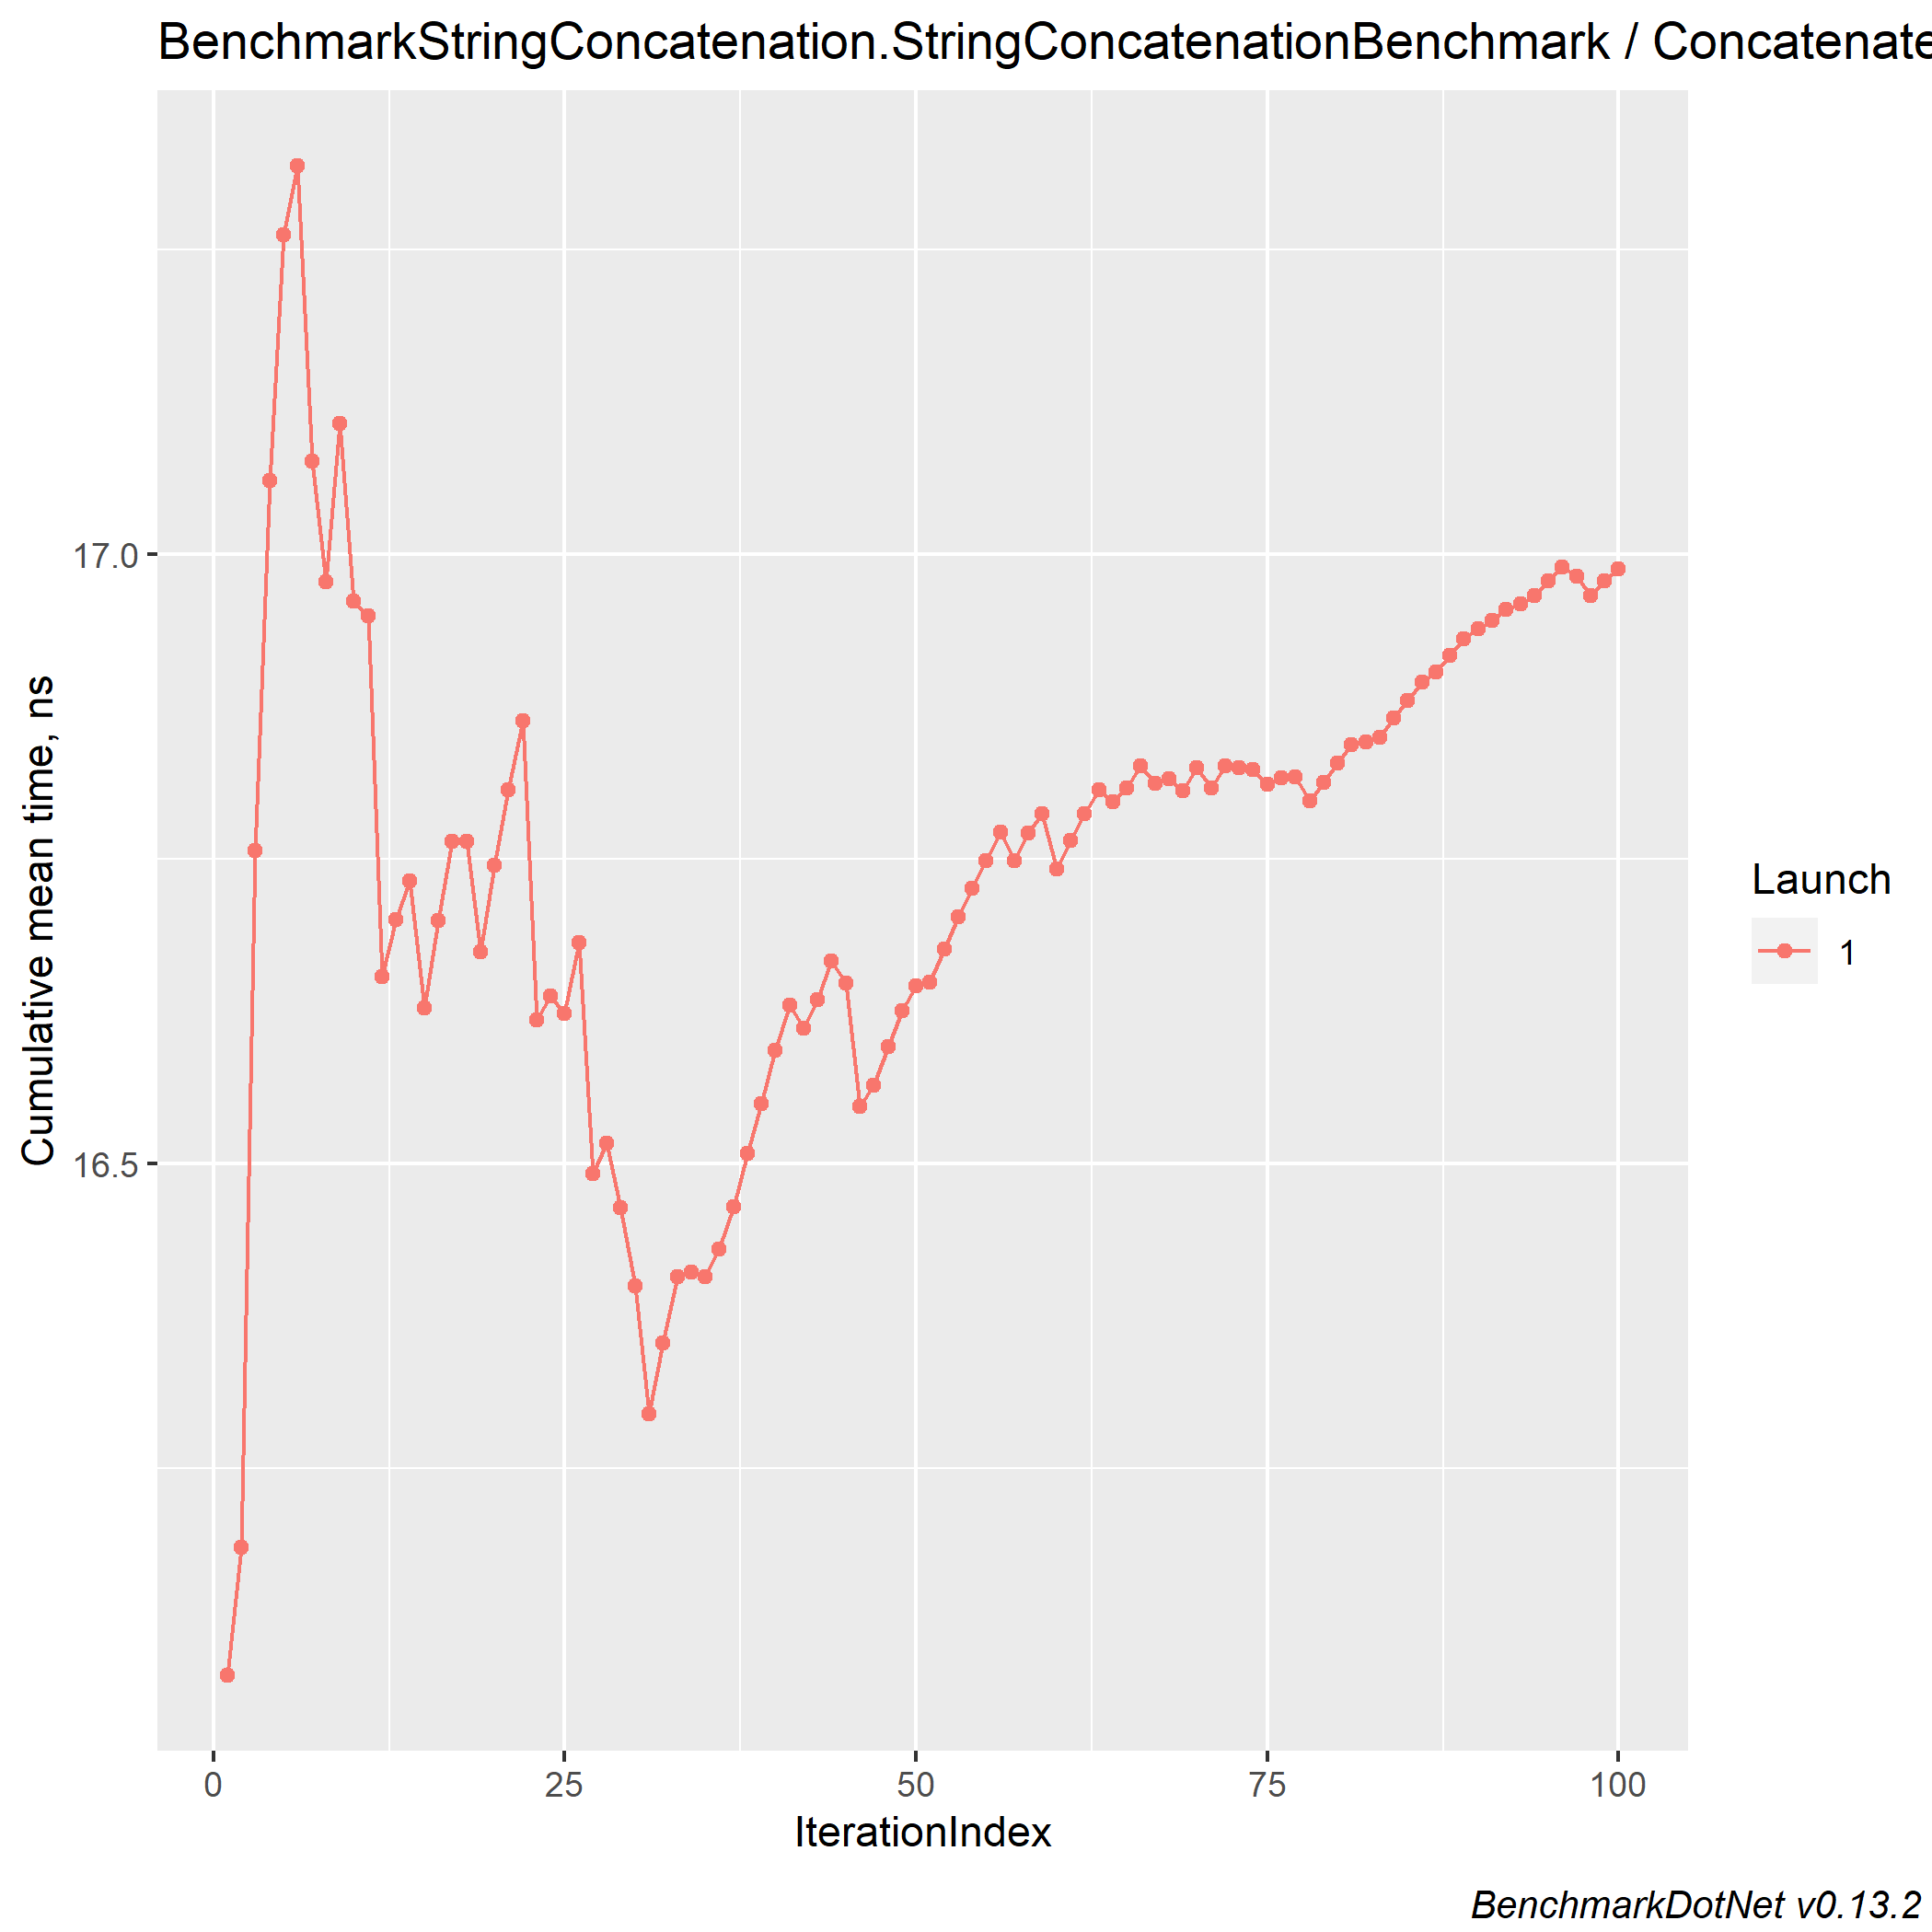 BenchmarkStringConcatenation.StringConcatenationBenchmark / Concatenate
Cumulative mean time, ns
17.0
16.5
0 25 50 75 100
IterationIndex
Launch
1
BenchmarkDotNet v0.13.2